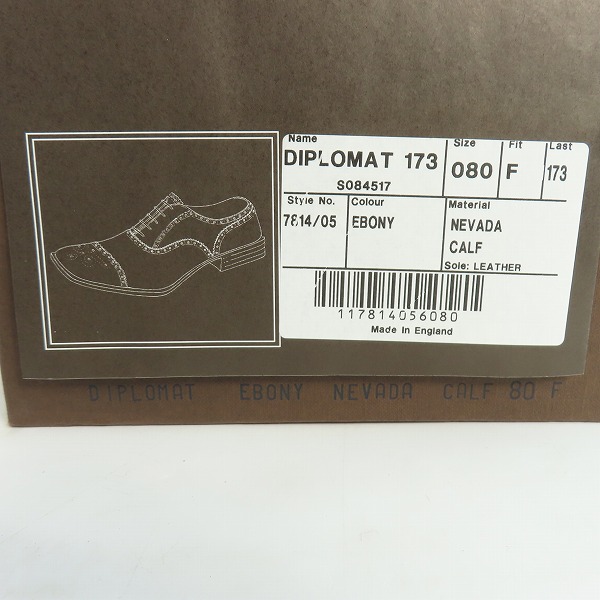 Name Size Fit Last
DIPLOMAT 173 080 F 173
S084517
Style No. Colour Material
7814/05 EBONY NEVADA
CALF
Sole: LEATHER
117814056080
Made In England
DIPLOMAT EBONY NEVADA CALF 80 F